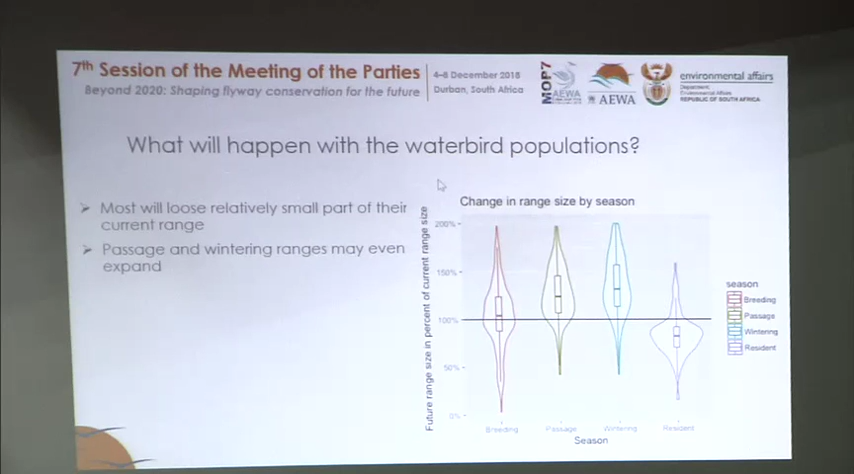 7th Session of the Meeting of the Parties
Beyond 2020: Shaping flyway conservation for the future
4-8 December 2018
Durban, South Africa
MOP7
AEWA
AEWA
environmental affairs
Department:
Environmental Affairs
REPUBLIC OF SOUTH AFRICA
What will happen with the waterbird populations?
➢ Most will loose relatively small part of their
current range
➢ Passage and wintering ranges may even
expand
Change in range size by season
Future range size in percent of current range size
200%
150%
100%
50%
0%
Breeding
Passage
Wintering
Resident
Season
season
Breeding
Passage
Wintering
Resident